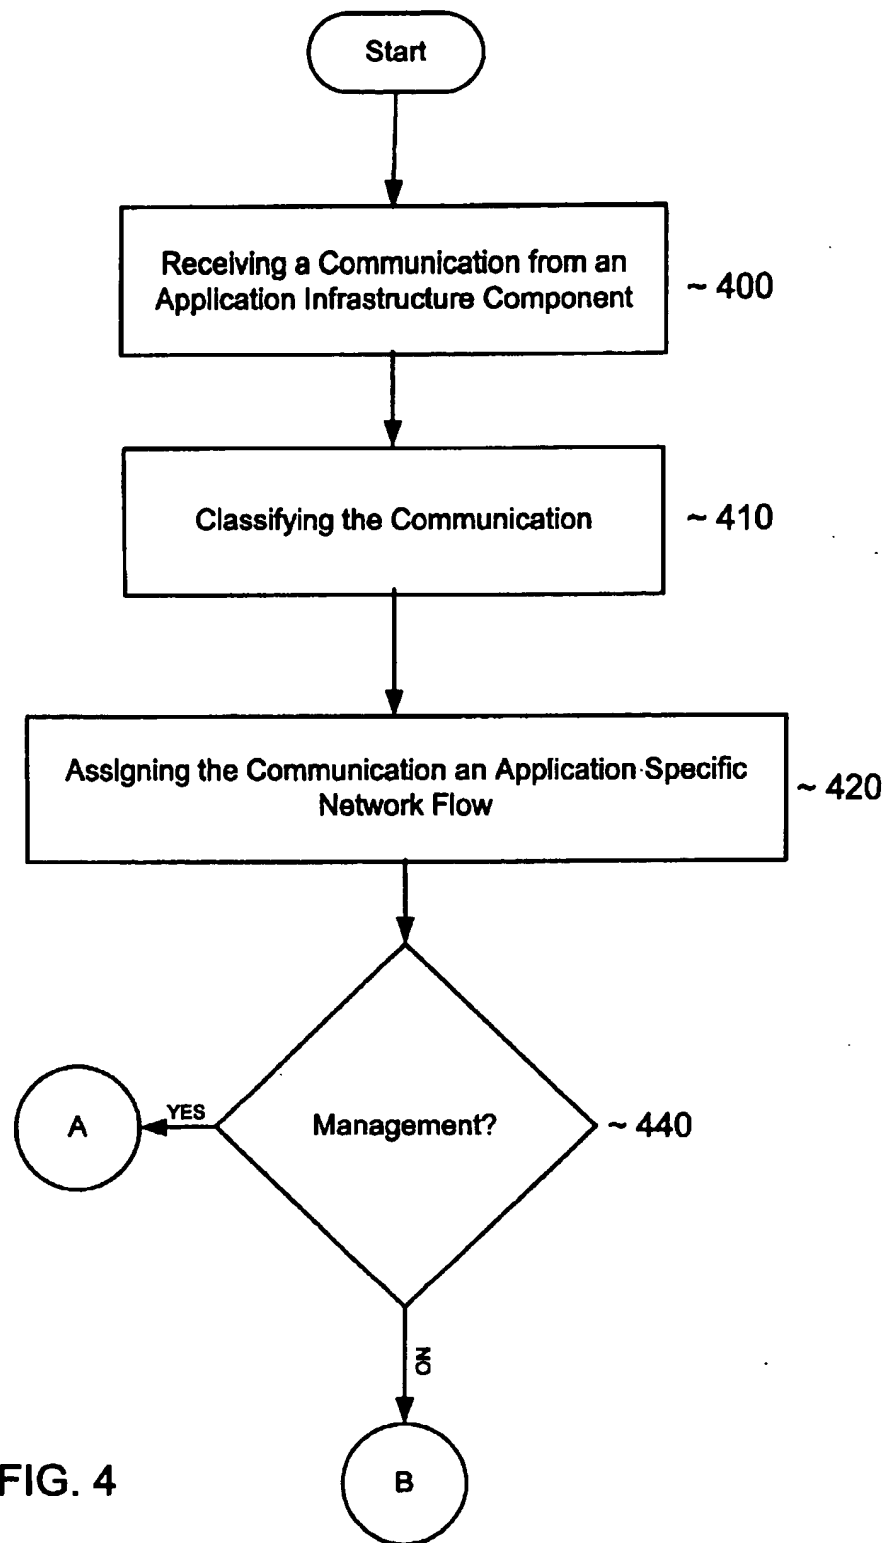 Start
Receiving a Communication from an
Application Infrastructure Component
~ 400
Classifying the Communication
~ 410
Assigning the Communication an Application Specific
Network Flow
~ 420
A
YES
Management?
~ 440
NO
B
FIG. 4